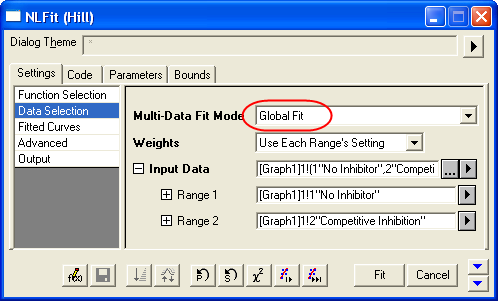 NLFit (Hill)
Dialog Theme *
Settings Code Parameters Bounds
Function Selection
Data Selection
Fitted Curves
Advanced
Output
Multi-Data Fit Mode Global Fit
Weights Use Each Range's Setting
Input Data [Graph1]1!(1"No Inhibitor",2"Competi ...
Range 1 [Graph1]1!1"No Inhibitor"
Range 2 [Graph1]1!2"Competitive Inhibition"
f(x) P S χ² Fit Cancel